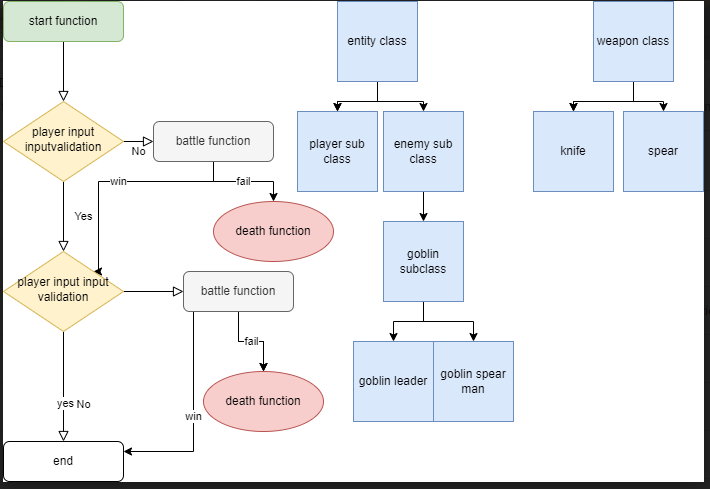 start function
player input
inputvalidation
No
battle function
win
fail
death function
Yes
player input input
validation
battle function
fail
death function
win
yes No
end
entity class
player sub
class
enemy sub
class
goblin
subclass
goblin leader
goblin spear
man
weapon class
knife
spear